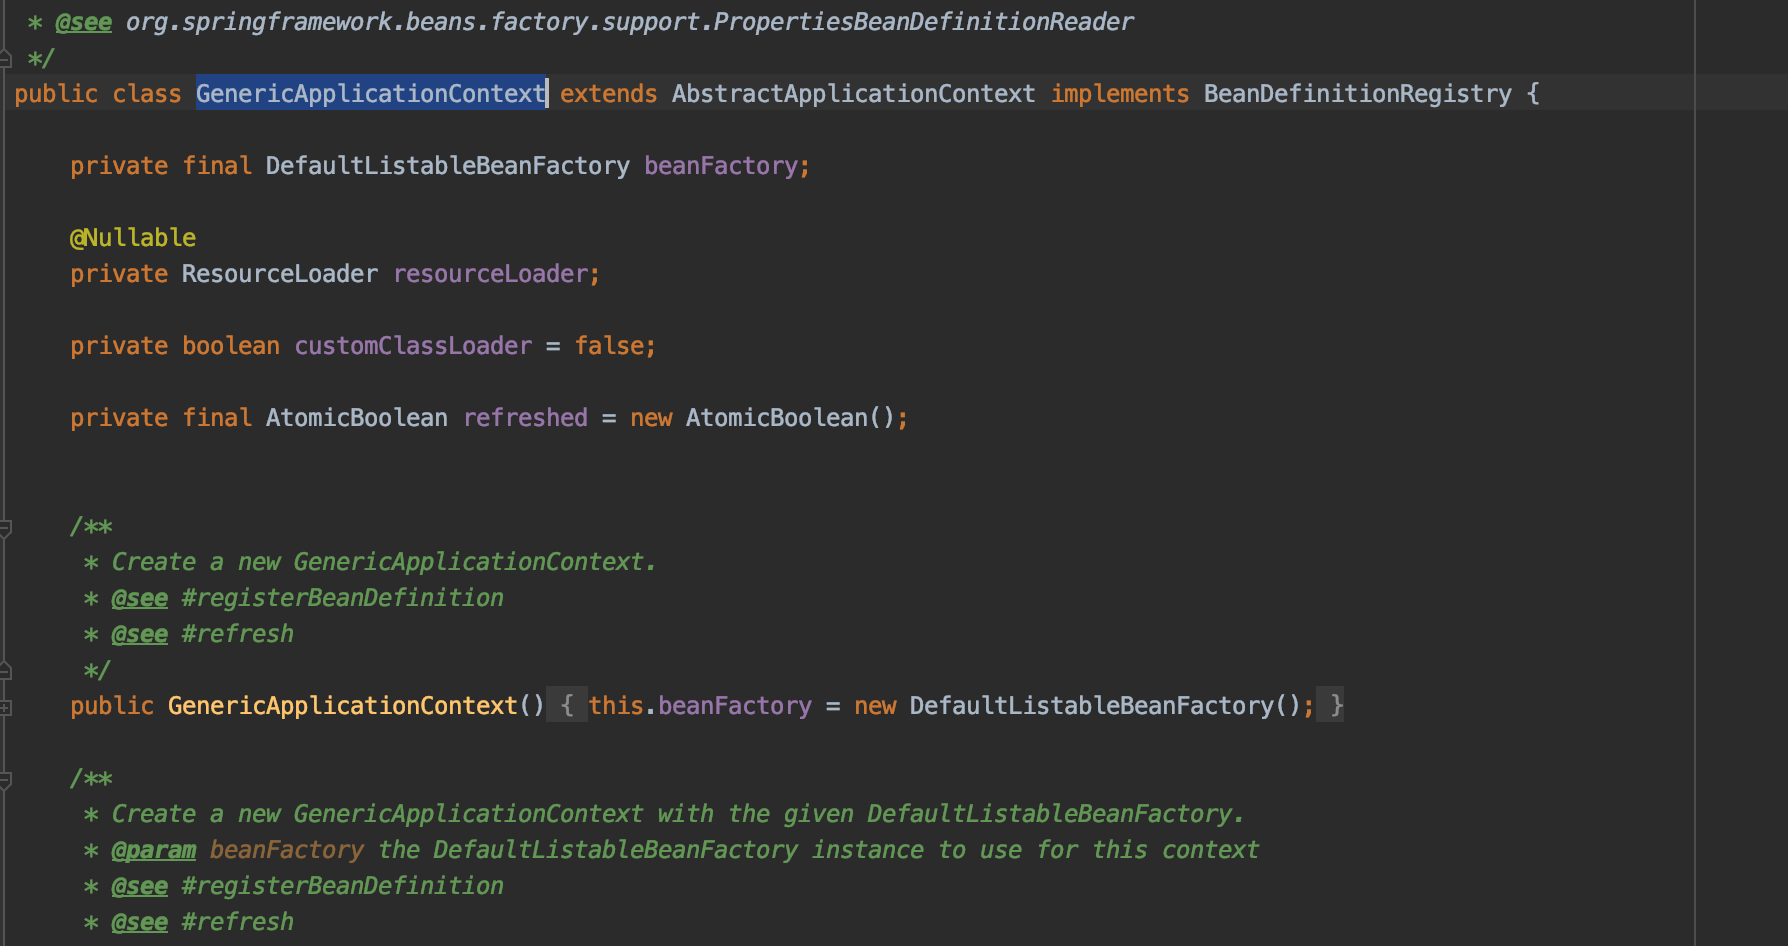 * @see org.springframework.beans.factory.support.PropertiesBeanDefinitionReader
*/
public class GenericApplicationContext extends AbstractApplicationContext implements BeanDefinitionRegistry {
private final DefaultListableBeanFactory beanFactory;
@Nullable
private ResourceLoader resourceLoader;
private boolean customClassLoader = false;
private final AtomicBoolean refreshed = new AtomicBoolean();
/**
* Create a new GenericApplicationContext.
* @see #registerBeanDefinition
* @see #refresh
*/
public GenericApplicationContext() { this.beanFactory = new DefaultListableBeanFactory(); }
/**
* Create a new GenericApplicationContext with the given DefaultListableBeanFactory.
* @param beanFactory the DefaultListableBeanFactory instance to use for this context
* @see #registerBeanDefinition
* @see #refresh